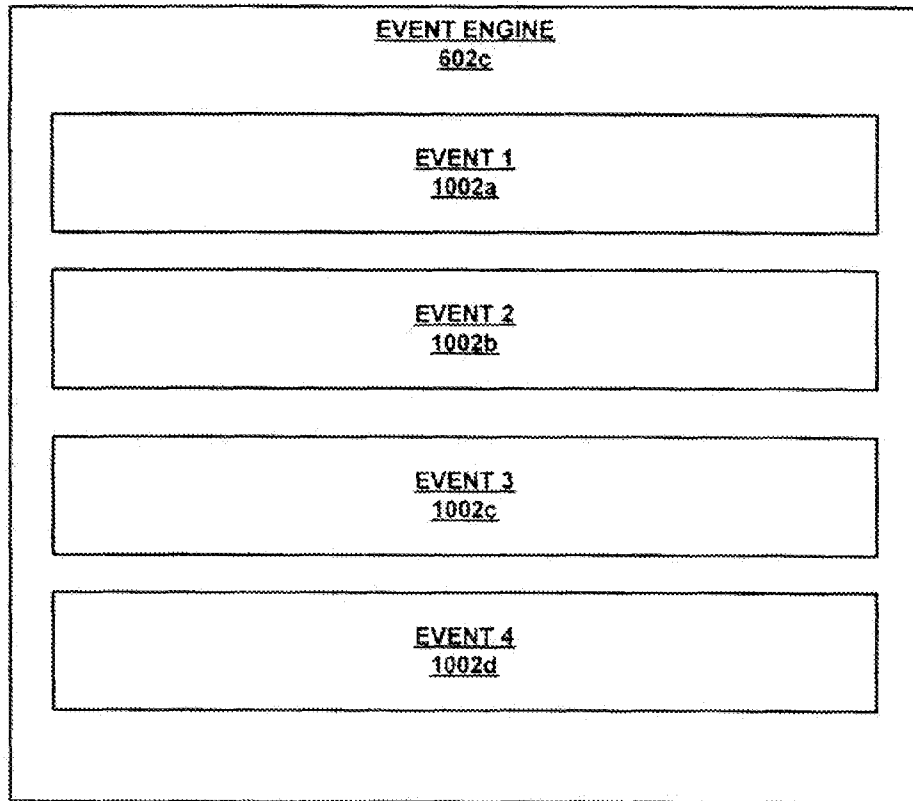 EVENT ENGINE
602c
EVENT 1
1002a
EVENT 2
1002b
EVENT 3
1002c
EVENT 4
1002d